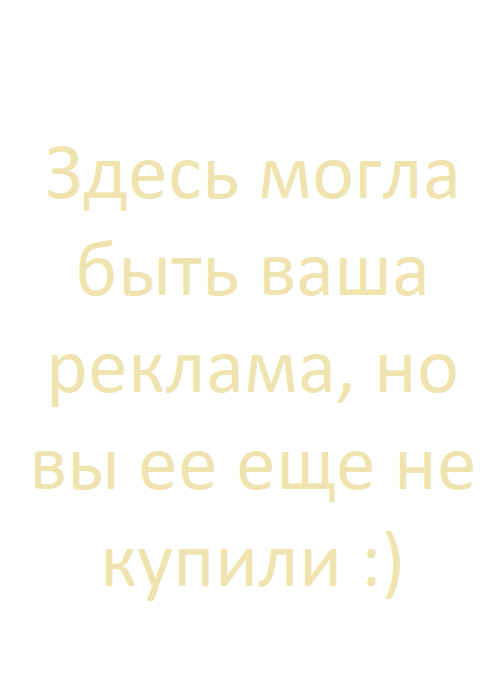 Здесь могла
быть ваша
реклама, но
вы ее еще не
купили :)